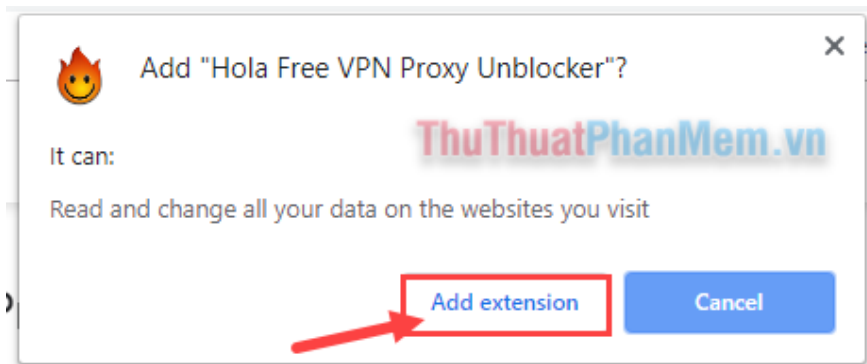 Add "Hola Free VPN Proxy Unblocker"?
ThuThuatPhanMem.vn
It can:
Read and change all your data on the websites you visit
Add extension
Cancel